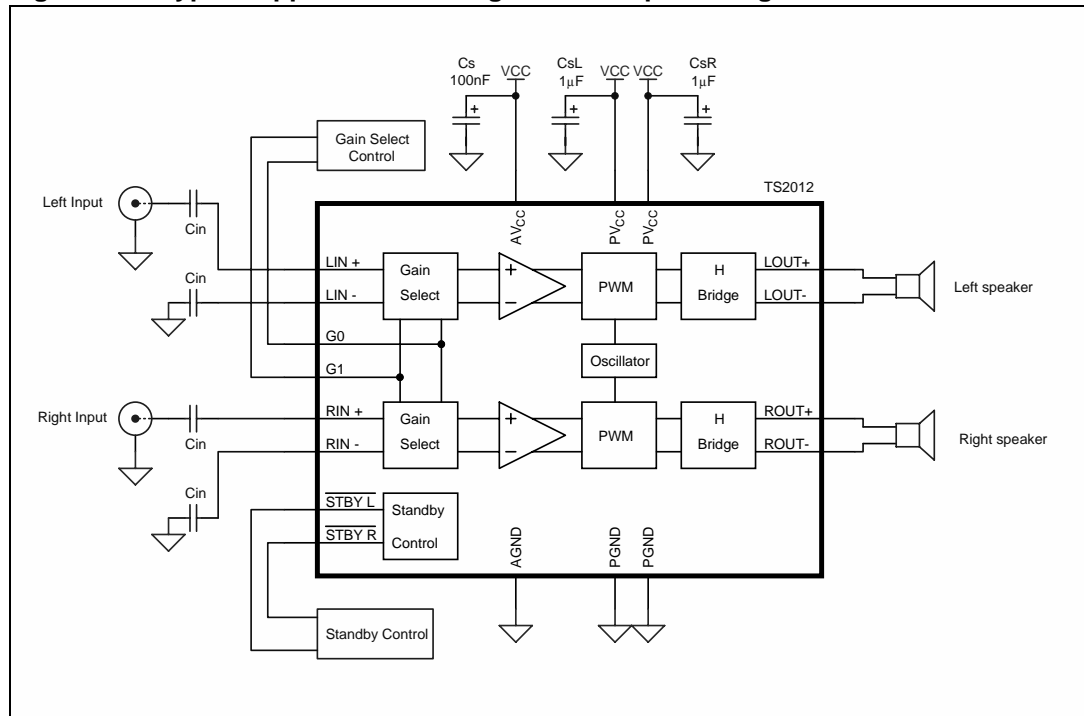 Cs
100nF
VCC
CsL
1μF
VCC
VCC
CsR
1μF
+
+
+
Gain Select
Control
TS2012
Left Input
Cin
AVCC
PVCC
PVCC
LIN +
Gain
Select
+
−
PWM
H
Bridge
LOUT+
LOUT-
Left speaker
Cin
LIN -
G0
G1
Oscillator
Right Input
Cin
RIN +
RIN -
Gain
Select
+
−
PWM
H
Bridge
ROUT+
ROUT-
Right speaker
Cin
STBY L
STBY R
Standby
Control
AGND
PGND
PGND
Standby Control